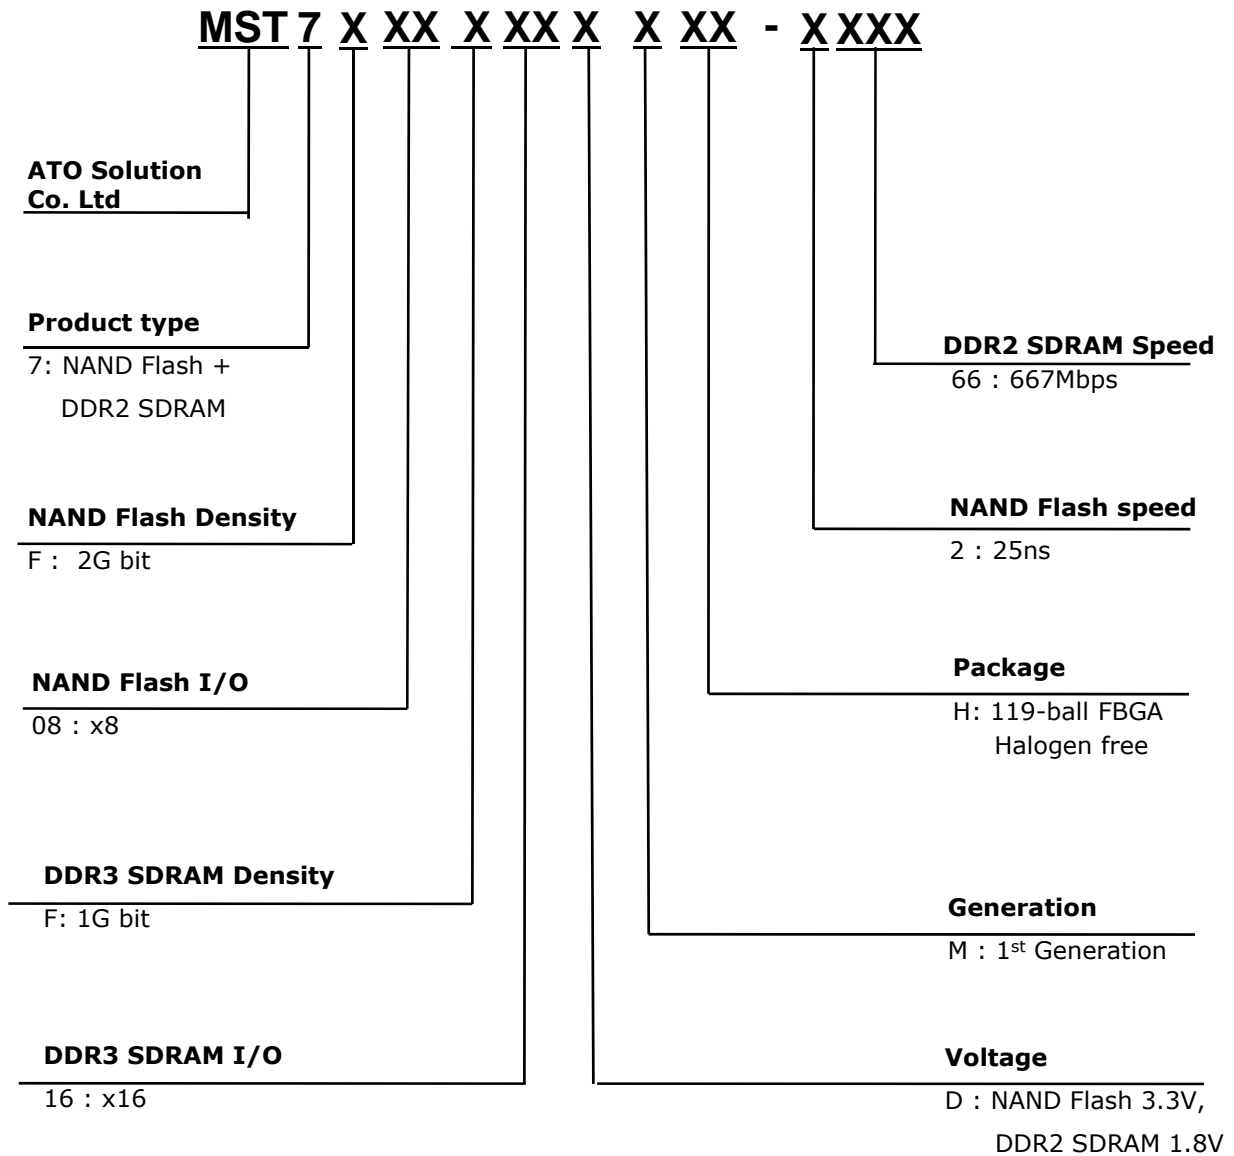 MST 7 X XX X XX X X XX - X XXX
ATO Solution
Co. Ltd
Product type
7: NAND Flash +
DDR2 SDRAM
NAND Flash Density
F : 2G bit
NAND Flash I/O
08 : x8
DDR3 SDRAM Density
F: 1G bit
DDR3 SDRAM I/O
16 : x16
DDR2 SDRAM Speed
66 : 667Mbps
NAND Flash speed
2 : 25ns
Package
H: 119-ball FBGA
Halogen free
Generation
M : 1st Generation
Voltage
D : NAND Flash 3.3V,
DDR2 SDRAM 1.8V